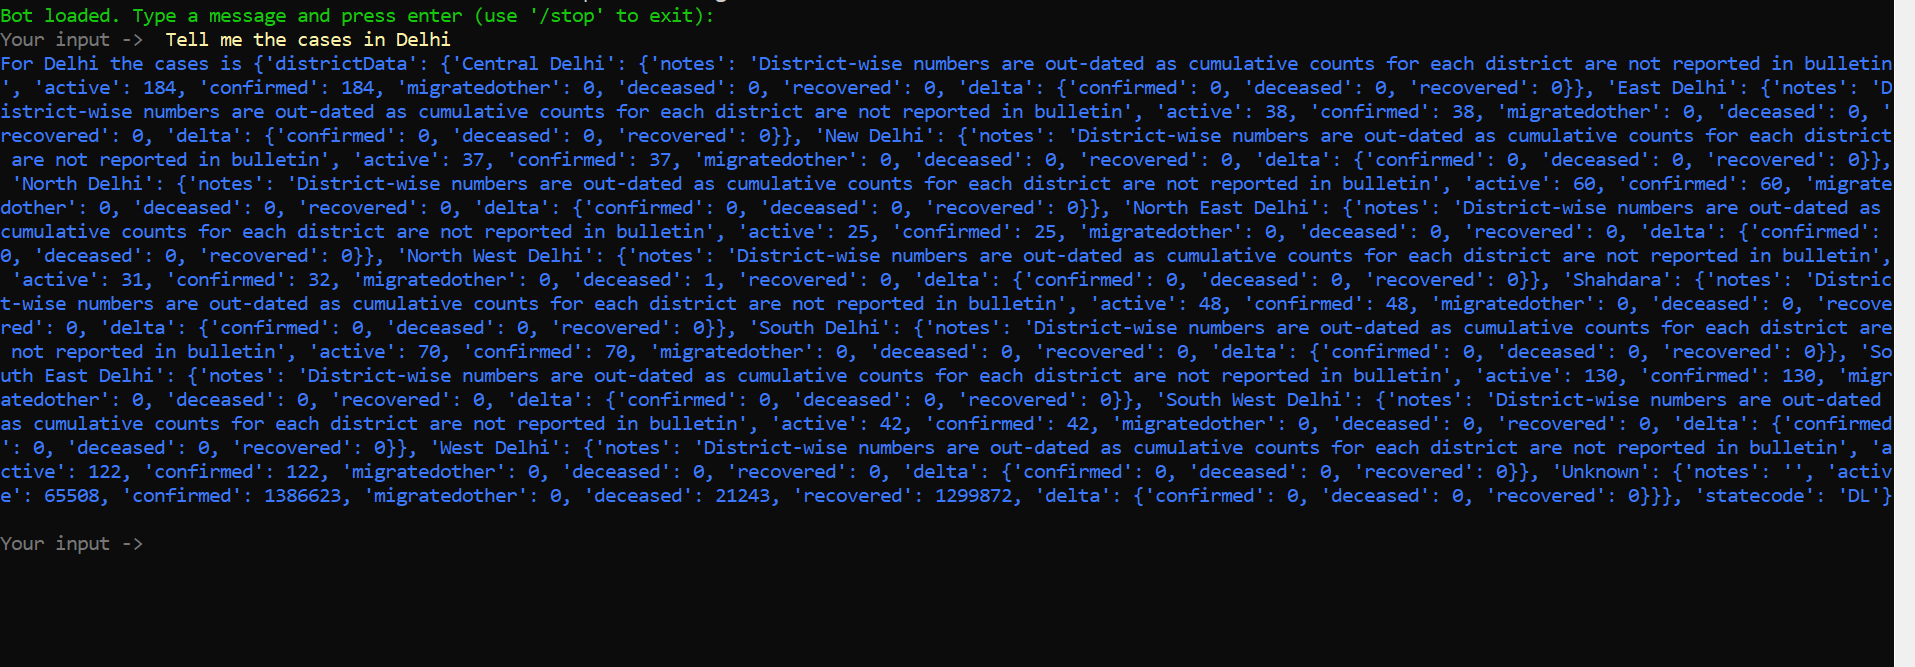 Bot loaded. Type a message and press enter (use '/stop' to exit):
Your input ->  Tell me the cases in Delhi
For Delhi the cases is {'districtData': {'Central Delhi': {'notes': 'District-wise numbers are out-dated as cumulative counts for each district are not reported in bulletin
', 'active': 184, 'confirmed': 184, 'migratedother': 0, 'deceased': 0, 'recovered': 0, 'delta': {'confirmed': 0, 'deceased': 0, 'recovered': 0}}, 'East Delhi': {'notes': 'D
istrict-wise numbers are out-dated as cumulative counts for each district are not reported in bulletin', 'active': 38, 'confirmed': 38, 'migratedother': 0, 'deceased': 0, '
recovered': 0, 'delta': {'confirmed': 0, 'deceased': 0, 'recovered': 0}}, 'New Delhi': {'notes': 'District-wise numbers are out-dated as cumulative counts for each district
 are not reported in bulletin', 'active': 37, 'confirmed': 37, 'migratedother': 0, 'deceased': 0, 'recovered': 0, 'delta': {'confirmed': 0, 'deceased': 0, 'recovered': 0}},
 'North Delhi': {'notes': 'District-wise numbers are out-dated as cumulative counts for each district are not reported in bulletin', 'active': 60, 'confirmed': 60, 'migrate
dother': 0, 'deceased': 0, 'recovered': 0, 'delta': {'confirmed': 0, 'deceased': 0, 'recovered': 0}}, 'North East Delhi': {'notes': 'District-wise numbers are out-dated as
cumulative counts for each district are not reported in bulletin', 'active': 25, 'confirmed': 25, 'migratedother': 0, 'deceased': 0, 'recovered': 0, 'delta': {'confirmed':
0, 'deceased': 0, 'recovered': 0}}, 'North West Delhi': {'notes': 'District-wise numbers are out-dated as cumulative counts for each district are not reported in bulletin',
 'active': 31, 'confirmed': 32, 'migratedother': 0, 'deceased': 1, 'recovered': 0, 'delta': {'confirmed': 0, 'deceased': 0, 'recovered': 0}}, 'Shahdara': {'notes': 'Distric
t-wise numbers are out-dated as cumulative counts for each district are not reported in bulletin', 'active': 48, 'confirmed': 48, 'migratedother': 0, 'deceased': 0, 'recove
red': 0, 'delta': {'confirmed': 0, 'deceased': 0, 'recovered': 0}}, 'South Delhi': {'notes': 'District-wise numbers are out-dated as cumulative counts for each district are
 not reported in bulletin', 'active': 70, 'confirmed': 70, 'migratedother': 0, 'deceased': 0, 'recovered': 0, 'delta': {'confirmed': 0, 'deceased': 0, 'recovered': 0}}, 'So
uth East Delhi': {'notes': 'District-wise numbers are out-dated as cumulative counts for each district are not reported in bulletin', 'active': 130, 'confirmed': 130, 'migr
atedother': 0, 'deceased': 0, 'recovered': 0, 'delta': {'confirmed': 0, 'deceased': 0, 'recovered': 0}}, 'South West Delhi': {'notes': 'District-wise numbers are out-dated
as cumulative counts for each district are not reported in bulletin', 'active': 42, 'confirmed': 42, 'migratedother': 0, 'deceased': 0, 'recovered': 0, 'delta': {'confirmed
': 0, 'deceased': 0, 'recovered': 0}}, 'West Delhi': {'notes': 'District-wise numbers are out-dated as cumulative counts for each district are not reported in bulletin', 'a
ctive': 122, 'confirmed': 122, 'migratedother': 0, 'deceased': 0, 'recovered': 0, 'delta': {'confirmed': 0, 'deceased': 0, 'recovered': 0}}, 'Unknown': {'notes': '', 'activ
e': 65508, 'confirmed': 1386623, 'migratedother': 0, 'deceased': 21243, 'recovered': 1299872, 'delta': {'confirmed': 0, 'deceased': 0, 'recovered': 0}}}, 'statecode': 'DL'}
Your input ->